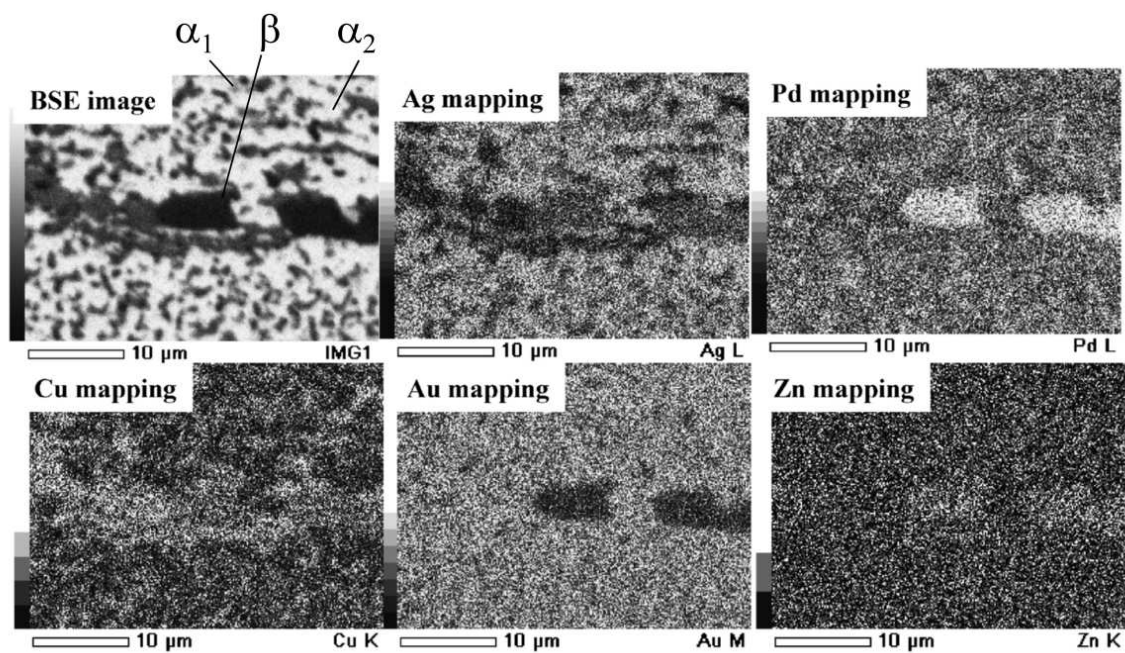 α₁ β α₂
BSE image
Ag mapping
Pd mapping
10 μm IMG1
10 μm Ag L
10 μm Pd L
Cu mapping
Au mapping
Zn mapping
10 μm Cu K
10 μm Au M
10 μm Zn K